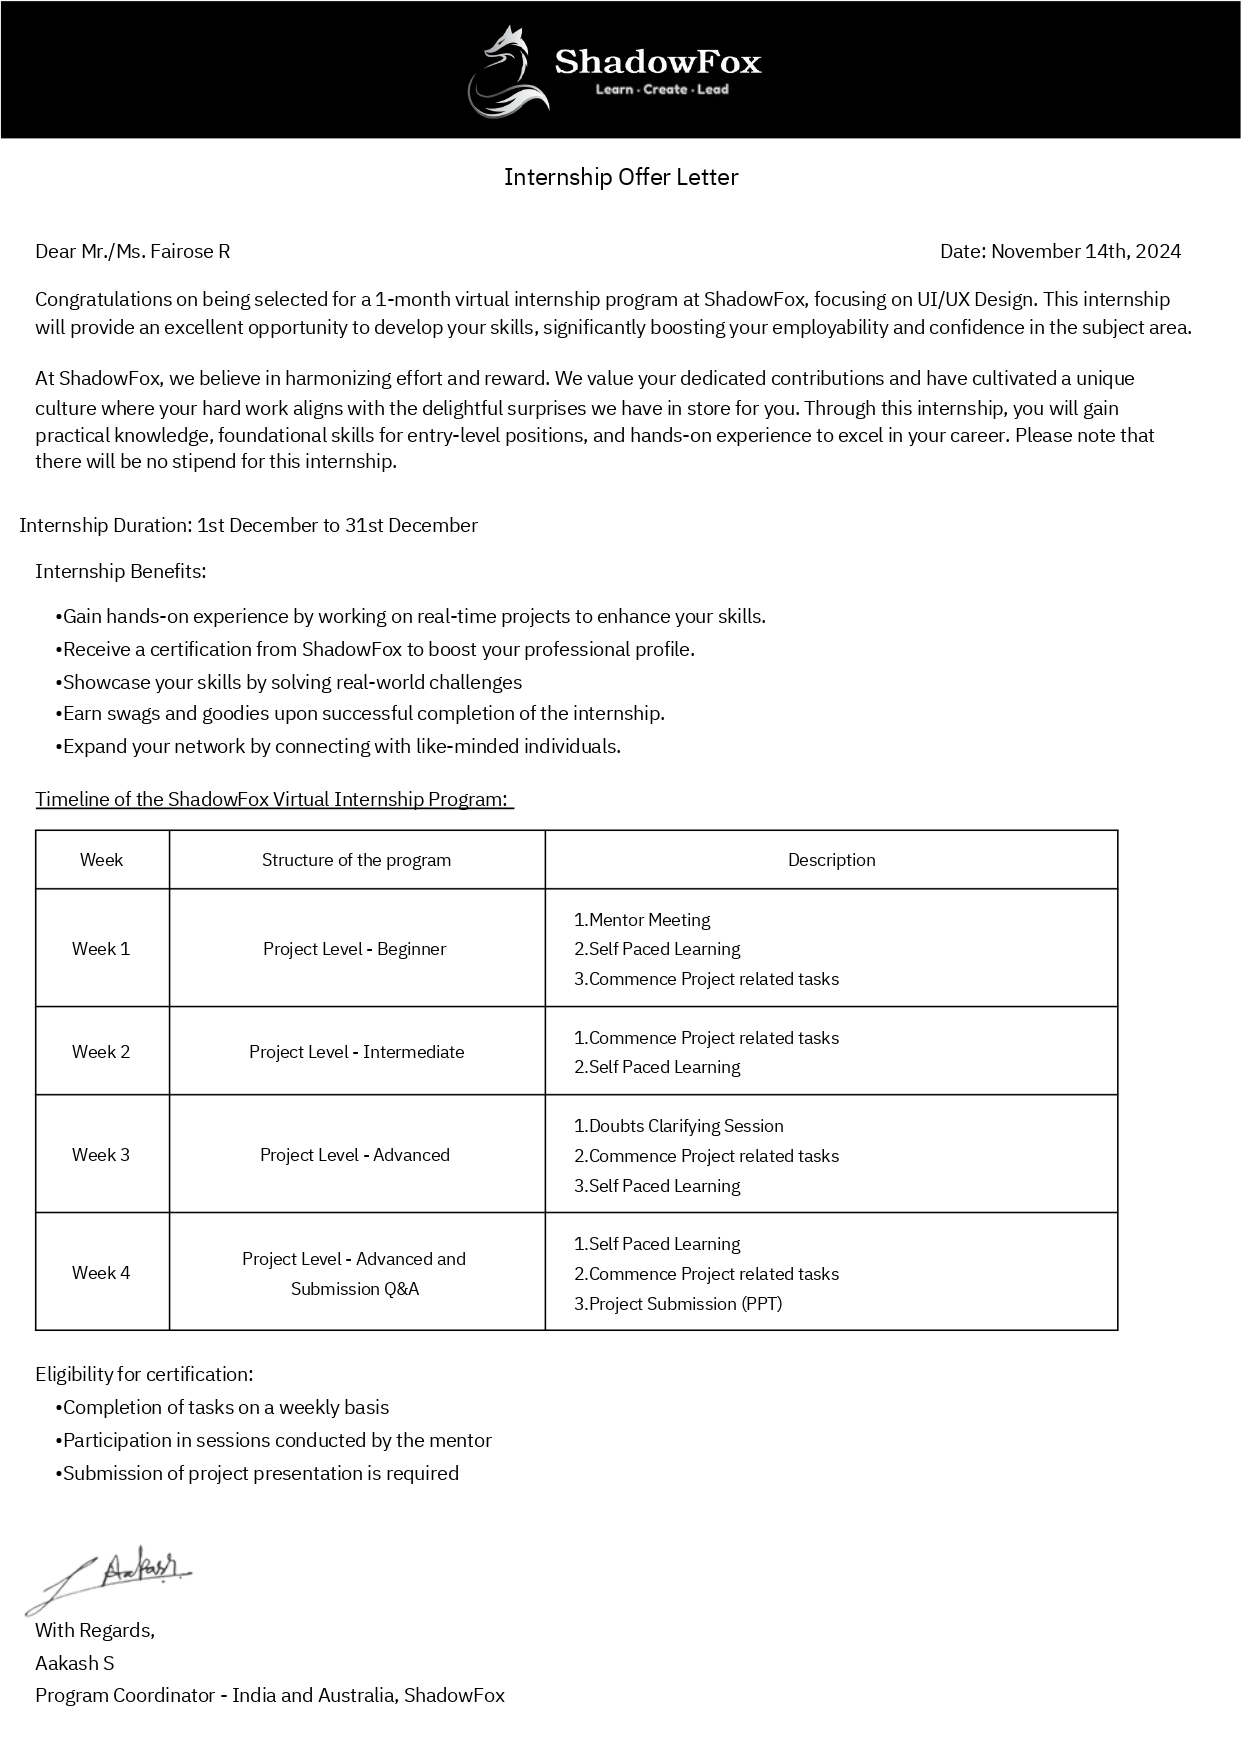 ShadowFox
Learn · Create · Lead
Internship Offer Letter
Dear Mr./Ms. Fairose R
Date: November 14th, 2024
Congratulations on being selected for a 1-month virtual internship program at ShadowFox, focusing on UI/UX Design. This internship
will provide an excellent opportunity to develop your skills, significantly boosting your employability and confidence in the subject area.
At ShadowFox, we believe in harmonizing effort and reward. We value your dedicated contributions and have cultivated a unique
culture where your hard work aligns with the delightful surprises we have in store for you. Through this internship, you will gain
practical knowledge, foundational skills for entry-level positions, and hands-on experience to excel in your career. Please note that
there will be no stipend for this internship.
Internship Duration: 1st December to 31st December
Internship Benefits:
•Gain hands-on experience by working on real-time projects to enhance your skills.
•Receive a certification from ShadowFox to boost your professional profile.
•Showcase your skills by solving real-world challenges
•Earn swags and goodies upon successful completion of the internship.
•Expand your network by connecting with like-minded individuals.
Timeline of the ShadowFox Virtual Internship Program:
Week
Structure of the program
Description
Week 1
Project Level - Beginner
1.Mentor Meeting
2.Self Paced Learning
3.Commence Project related tasks
Week 2
Project Level - Intermediate
1.Commence Project related tasks
2.Self Paced Learning
Week 3
Project Level - Advanced
1.Doubts Clarifying Session
2.Commence Project related tasks
3.Self Paced Learning
Week 4
Project Level - Advanced and
Submission Q&A
1.Self Paced Learning
2.Commence Project related tasks
3.Project Submission (PPT)
Eligibility for certification:
•Completion of tasks on a weekly basis
•Participation in sessions conducted by the mentor
•Submission of project presentation is required
Aakash
With Regards,
Aakash S
Program Coordinator - India and Australia, ShadowFox